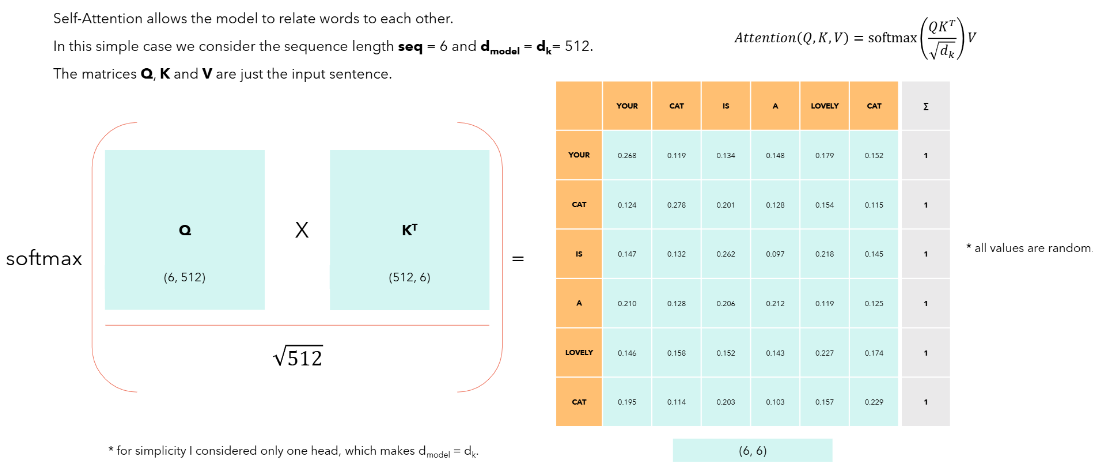 Self-Attention allows the model to relate words to each other.
In this simple case we consider the sequence length seq = 6 and dmodel = dk= 512.
The matrices Q, K and V are just the input sentence.
Attention(Q, K, V) = softmax(QKᵀ/√dk)V
softmax
Q
(6, 512)
X
Kᵀ
(512, 6)
√512
=
YOUR CAT IS A LOVELY CAT Σ
YOUR 0.268 0.119 0.134 0.148 0.179 0.152 1
CAT 0.124 0.278 0.201 0.128 0.154 0.115 1
IS 0.147 0.132 0.262 0.097 0.218 0.145 1
A 0.210 0.128 0.206 0.212 0.119 0.125 1
LOVELY 0.146 0.158 0.152 0.143 0.227 0.174 1
CAT 0.195 0.114 0.203 0.103 0.157 0.229 1
* all values are random.
* for simplicity I considered only one head, which makes dmodel = dk.
(6, 6)